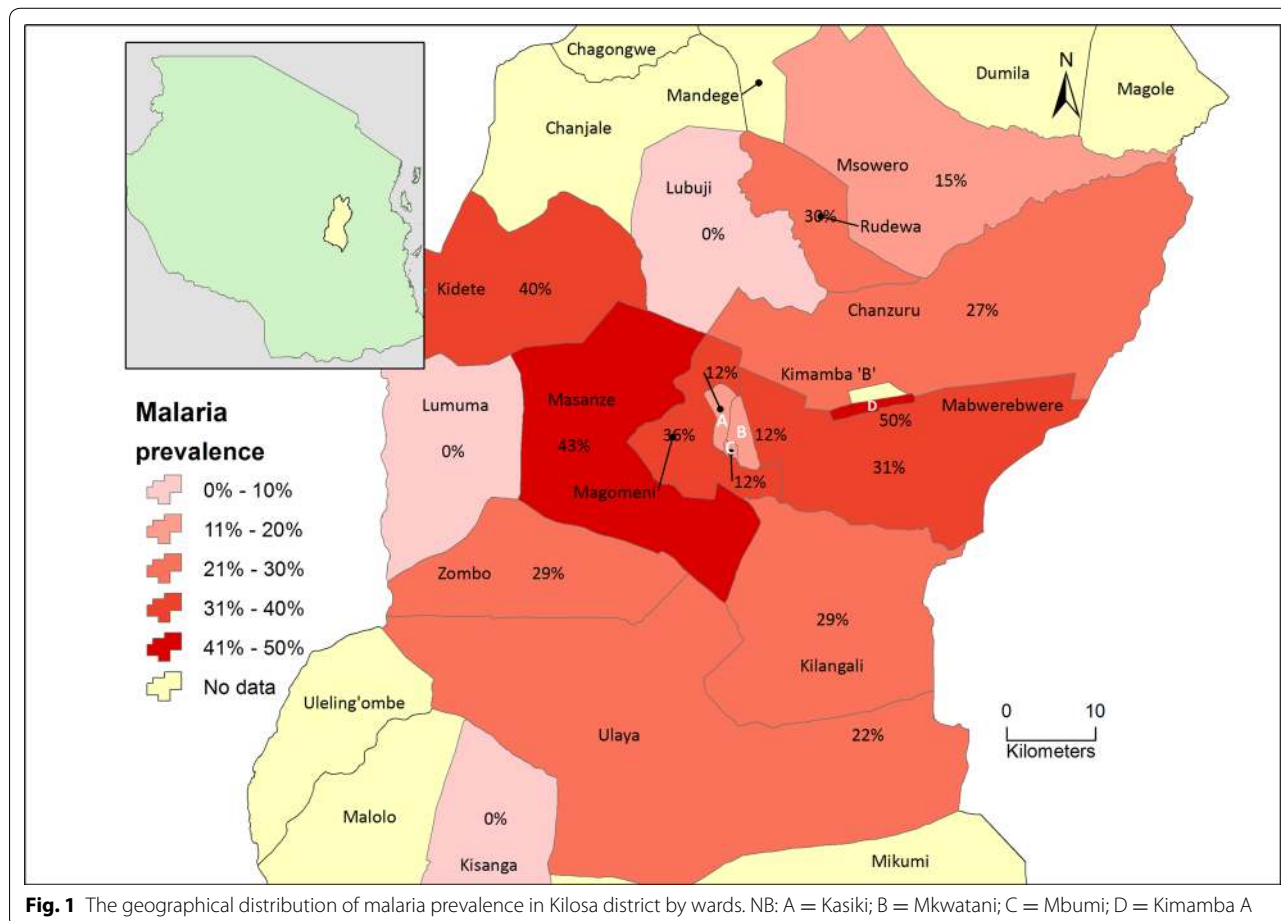 Chagongwe
Mandege
Dumila
Magole
N
Chanjale
Lubuji
0%
Msowero
15%
30%
Rudewa
Kidete 40%
Chanzuru
27%
Kimamba 'B'
D
50%
Mabwerebwere
31%
12%
A
B
12%
C
12%
36%
Magomeni
Masanze
43%
Lumuma
0%
Malaria
prevalence
0% - 10%
11% - 20%
21% - 30%
31% - 40%
41% - 50%
No data
Zombo 29%
29%
Kilangali
Uleling'ombe
Ulaya
22%
0 10
Kilometers
Malolo
0%
Kisanga
Mikumi
Fig. 1 The geographical distribution of malaria prevalence in Kilosa district by wards. NB: A = Kasiki; B = Mkwatani; C = Mbumi; D = Kimamba A